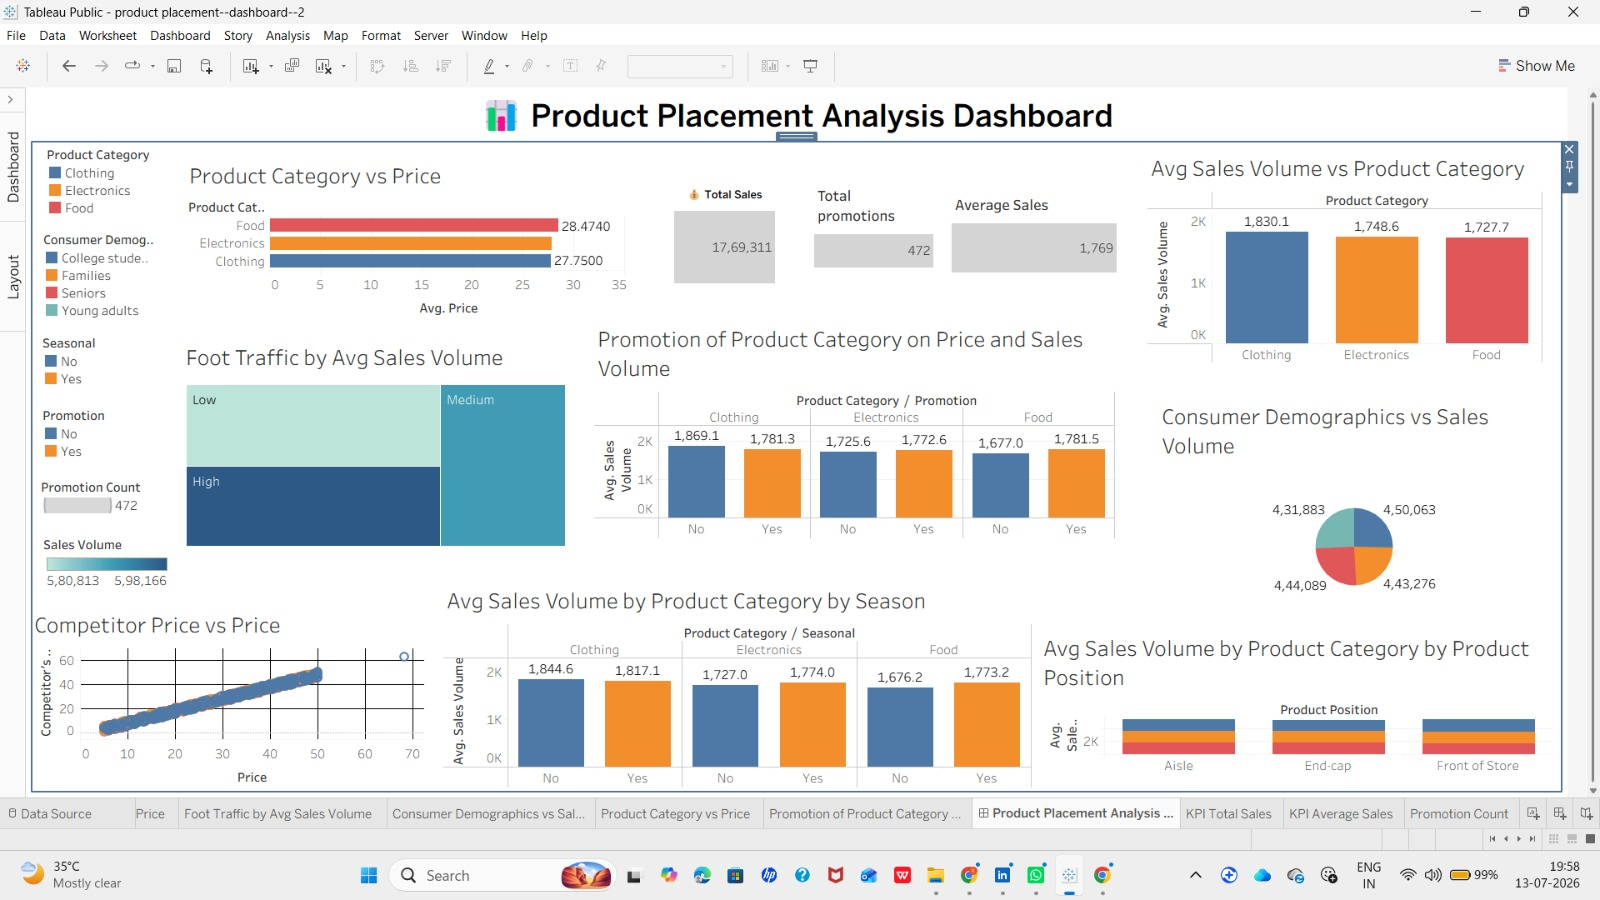 Tableau Public - product placement--dashboard--2
File Data Worksheet Dashboard Story Analysis Map Format Server Window Help
Show Me
Dashboard
Layout
Product Placement Analysis Dashboard
Product Category
Clothing
Electronics
Food
Consumer Demog..
College stude..
Families
Seniors
Young adults
Seasonal
No
Yes
Promotion
No
Yes
Promotion Count
472
Sales Volume
5,80,813 5,98,166
Product Category vs Price
Product Cat..
Food 28.4740
Electronics
Clothing 27.7500
0 5 10 15 20 25 30 35
Avg. Price
Total Sales
17,69,311
Total
promotions
472
Average Sales
1,769
Avg Sales Volume vs Product Category
Product Category
Avg. Sales Volume
2K
1K
0K
1,830.1 1,748.6 1,727.7
Clothing Electronics Food
Foot Traffic by Avg Sales Volume
Low
Medium
High
Promotion of Product Category on Price and Sales
Volume
Product Category / Promotion
Clothing Electronics Food
Avg. Sales
Volume
2K
1K
0K
1,869.1 1,781.3 1,725.6 1,772.6 1,677.0 1,781.5
No Yes No Yes No Yes
Consumer Demographics vs Sales
Volume
4,31,883 4,50,063
4,44,089 4,43,276
Competitor Price vs Price
Competitor's ..
60
40
20
0
0 10 20 30 40 50 60 70
Price
Avg Sales Volume by Product Category by Season
Product Category / Seasonal
Clothing Electronics Food
Avg. Sales Volume
2K
1K
0K
1,844.6 1,817.1 1,727.0 1,774.0 1,676.2 1,773.2
No Yes No Yes No Yes
Avg Sales Volume by Product Category by Product
Position
Product Position
Avg.
Sale..
2K
Aisle End-cap Front of Store
Data Source Price Foot Traffic by Avg Sales Volume Consumer Demographics vs Sal... Product Category vs Price Promotion of Product Category ... Product Placement Analysis ... KPI Total Sales KPI Average Sales Promotion Count
35°C
Mostly clear
Search
ENG
IN
99%
19:58
13-07-2026